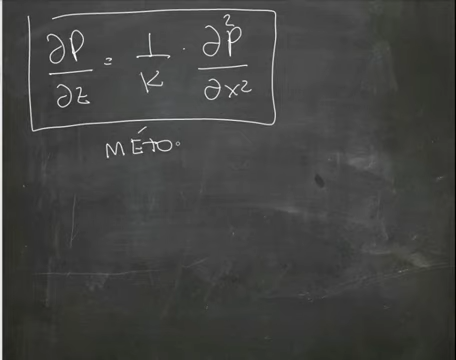 ∂P/∂z = 1/K · ∂²P/∂x²
MÉTO.